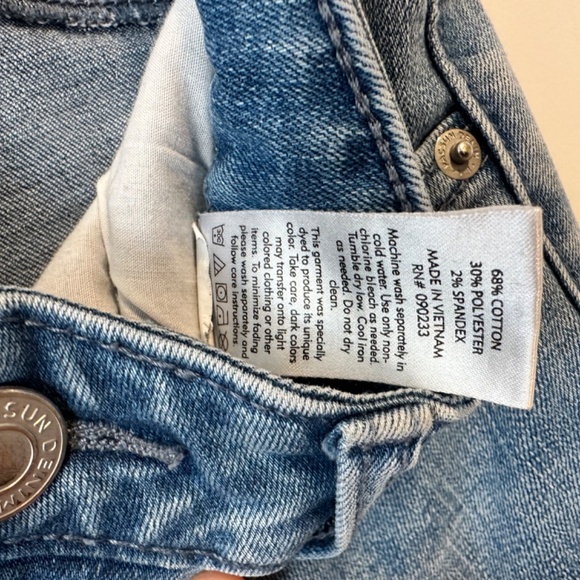 68% COTTON
30% POLYESTER
2% SPANDEX
MADE IN VIETNAM
RN# 090233
Machine wash separately in
cold water. Use only non-
chlorine bleach as needed.
Tumble dry low. Cool iron
as needed. Do not dry
clean.
This garment was specially
dyed to produce its unique
color. Take care, dark colors
may transfer onto light
colored clothing or other
items. To minimize fading
please wash separately and
follow care instructions.
SUN DENIM